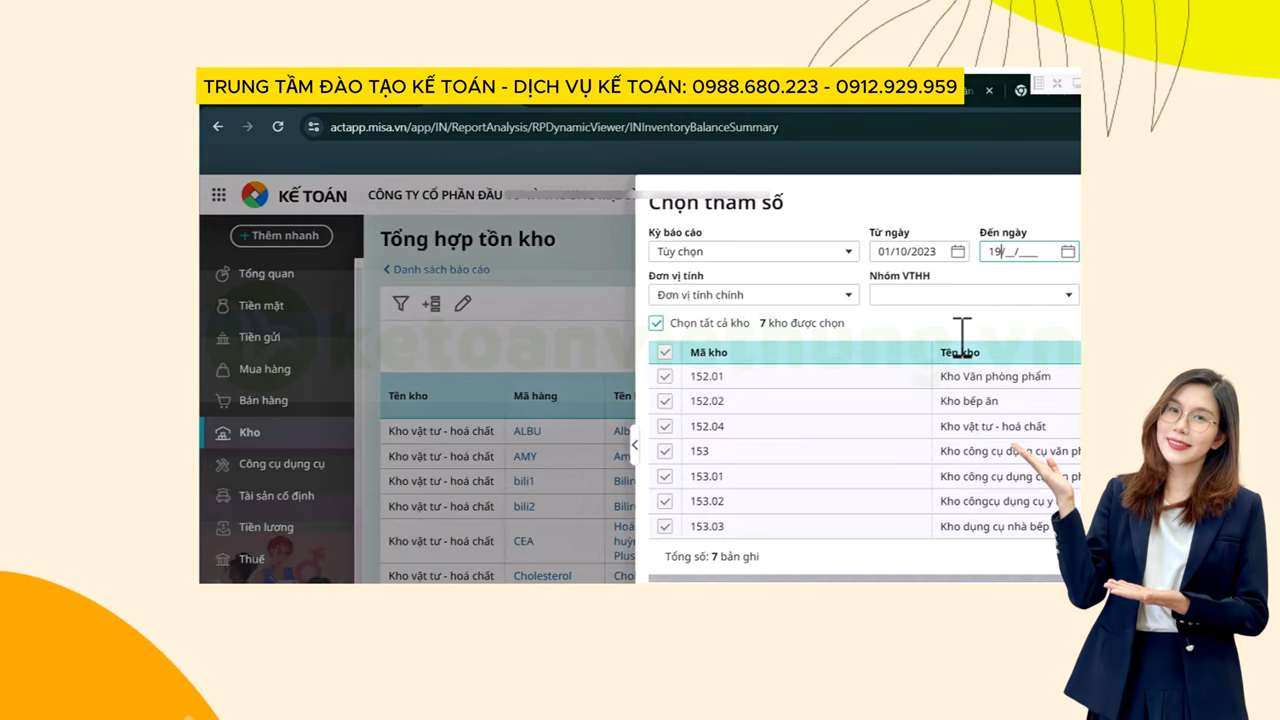 TRUNG TẦM ĐÀO TẠO KẾ TOÁN - DỊCH VỤ KẾ TOÁN: 0988.680.223 - 0912.929.959
actapp.misa.vn/app/IN/ReportAnalysis/RPDynamicViewer/INInventoryBalanceSummary
KẾ TOÁN
CÔNG TY CỔ PHẦN ĐẦU
Thêm nhanh
Tổng quan
Tiền mặt
Tiền gửi
Mua hàng
Bán hàng
Kho
Công cụ dụng cụ
Tài sản cố định
Tiền lương
Thuế
Tổng hợp tồn kho
Danh sách báo cáo
Tên kho Mã hàng Tên
Kho vật tư - hoá chất ALBU Alb
Kho vật tư - hoá chất AMY Am
Kho vật tư - hoá chất bili1 Bilir
Kho vật tư - hoá chất bili2 Bilir
Kho vật tư - hoá chất CEA Hoá
huỳn
Plus
Kho vật tư - hoá chất Cholesterol Cho
Chọn tham số
Kỳ báo cáo Từ ngày Đến ngày
Tùy chọn 01/10/2023 19/__/____
Đơn vị tính Nhóm VTHH
Đơn vị tính chính
Chọn tất cả kho 7 kho được chọn
Mã kho Tên kho
152.01 Kho Văn phòng phẩm
152.02 Kho bếp ăn
152.04 Kho vật tư - hoá chất
153 Kho công cụ dụng cụ văn ph
153.01 Kho công cụ dụng
153.02 Kho côngcụ dụng cụ y
153.03 Kho dụng cụ nhà bếp
Tổng số: 7 bản ghi